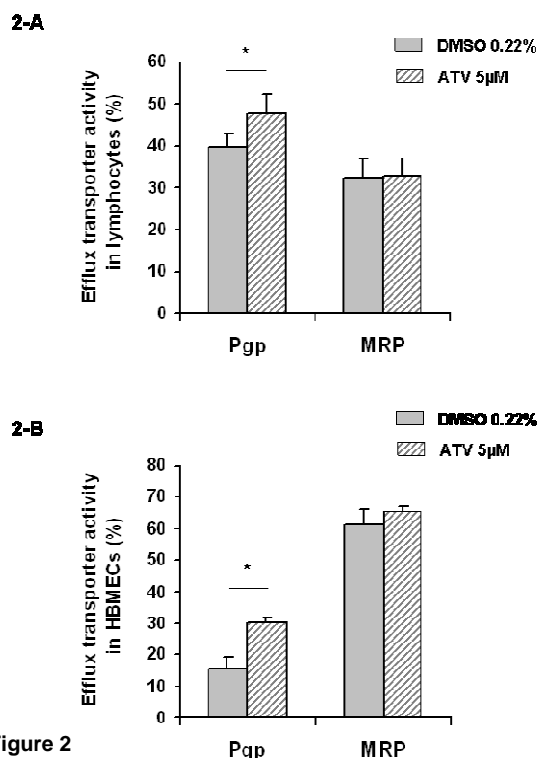 2-A
DMSO 0.22%
ATV 5µM
*
Efflux transporter activity
in lymphocytes (%)
60
50
40
30
20
10
0
Pgp
MRP
2-B
DMSO 0.22%
ATV 5µM
*
Efflux transporter activity
in HBMECs (%)
80
70
60
50
40
30
20
10
0
Pgp
MRP
igure 2